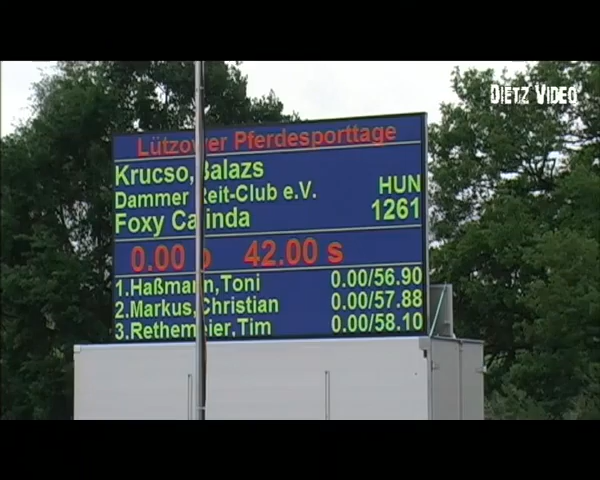 DIETZ VIDEO
Lützower Pferdesporttage
Krucso, Balazs
Dammer Reit-Club e.V. HUN
Foxy Calinda 1261
0.00 p 42.00 s
1.Haßmann,Toni 0.00/56.90
2.Markus,Christian 0.00/57.88
3.Rethemeier,Tim 0.00/58.10